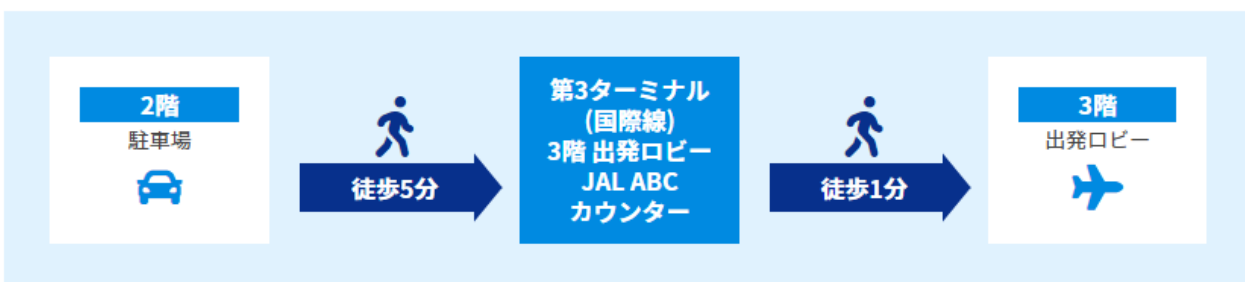 2階
駐車場
徒歩5分
第3ターミナル
(国際線)
3階 出発ロビー
JAL ABC
カウンター
徒歩1分
3階
出発ロビー